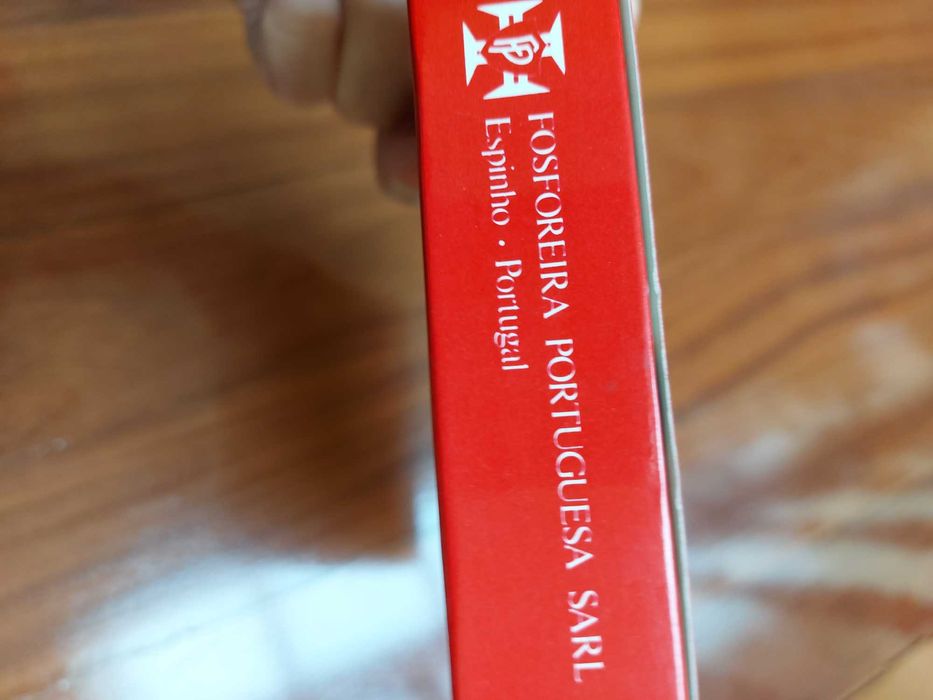 FOSFOREIRA PORTUGUESA SARL
Espinho • Portugal